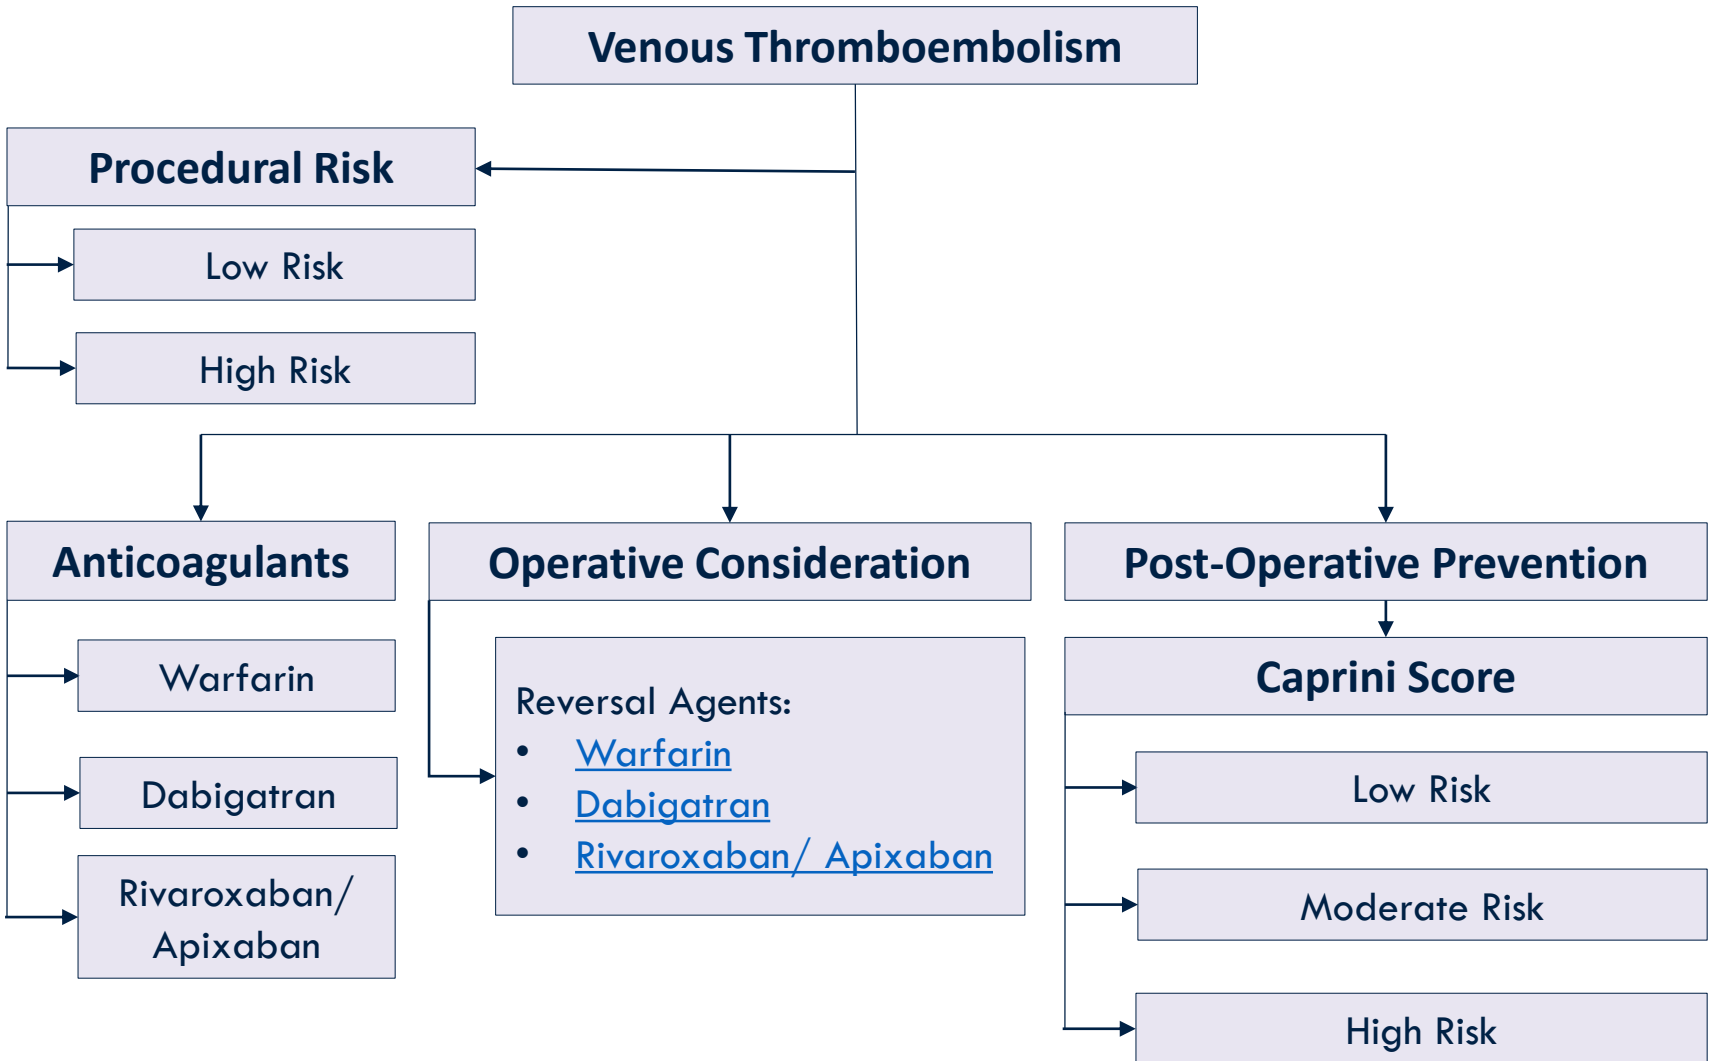 Venous Thromboembolism
Procedural Risk
Low Risk
High Risk
Anticoagulants
Warfarin
Dabigatran
Rivaroxaban/
Apixaban
Operative Consideration
Reversal Agents:
• Warfarin
• Dabigatran
• Rivaroxaban/ Apixaban
Post-Operative Prevention
Caprini Score
Low Risk
Moderate Risk
High Risk